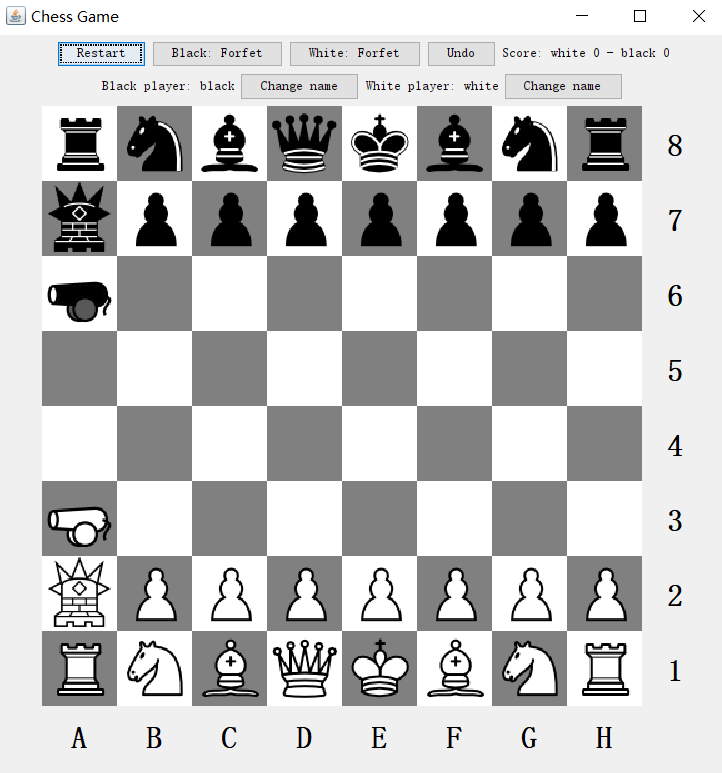 Chess Game
Restart Black: Forfet White: Forfet Undo Score: white 0 - black 0
Black player: black Change name White player: white Change name
8
7
6
5
4
3
2
1
A B C D E F G H